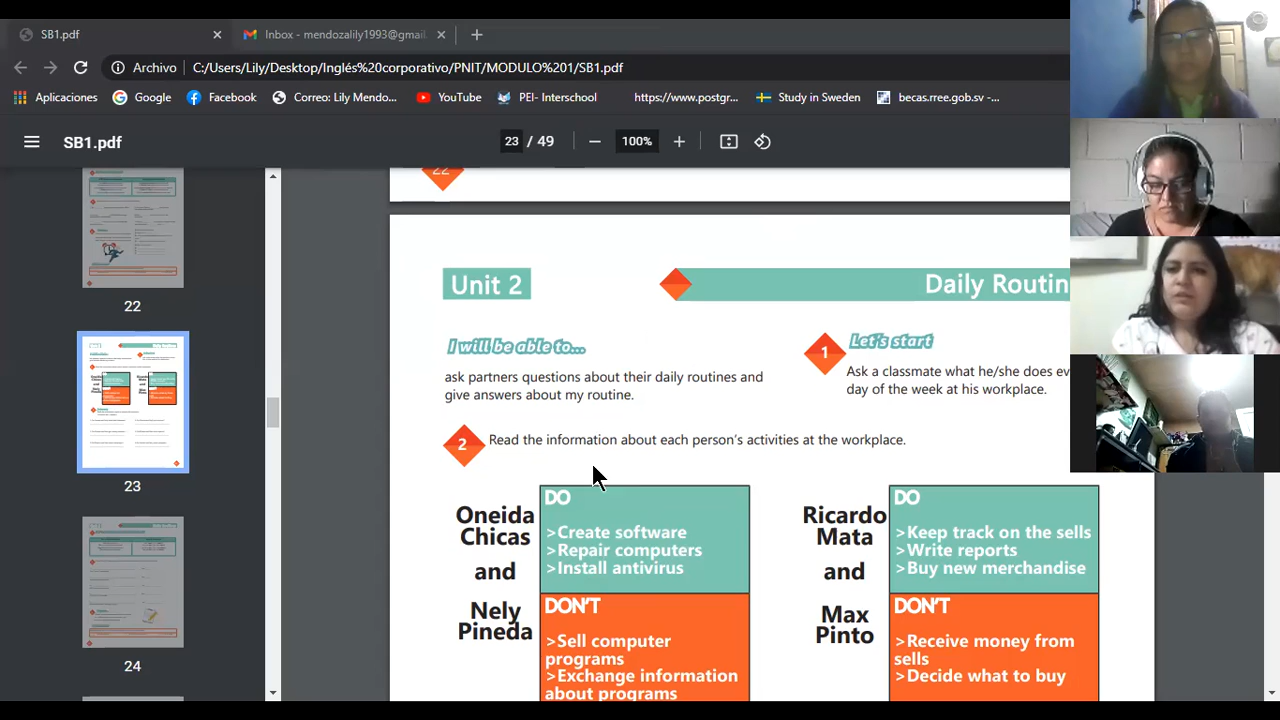 SB1.pdf
Inbox - mendozalily1993@gmail.
Archivo
C:/Users/Lily/Desktop/Inglés%20corporativo/PNIT/MODULO%201/SB1.pdf
Aplicaciones
Google
Facebook
Correo: Lily Mendo...
YouTube
PEI- Interschool
https://www.postgr...
Study in Sweden
becas.rree.gob.sv -...
SB1.pdf
23 / 49
100%
22
23
24
22
Unit 2
Daily Routin
I will be able to...
ask partners questions about their daily routines and
give answers about my routine.
1
Let's start
Ask a classmate what he/she does ev
day of the week at his workplace.
2
Read the information about each person's activities at the workplace.
Oneida
Chicas
and
Nely
Pineda
DO
>Create software
>Repair computers
>Install antivirus
DON'T
>Sell computer
programs
>Exchange information
about programs
Ricardo
Mata
and
Max
Pinto
DO
>Keep track on the sells
>Write reports
>Buy new merchandise
DON'T
>Receive money from
sells
>Decide what to buy